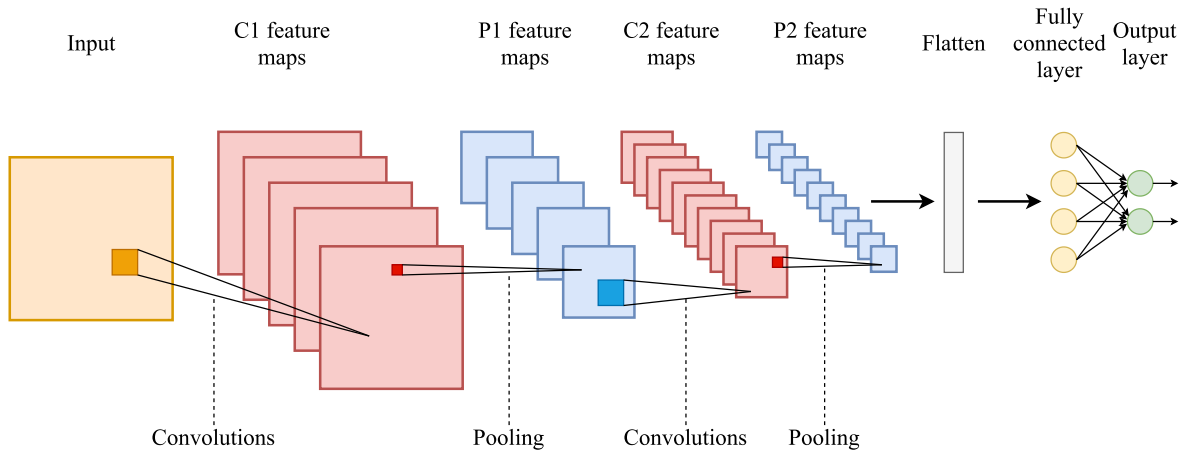 Input
C1 feature
maps
P1 feature
maps
C2 feature
maps
P2 feature
maps
Flatten
Fully
connected
layer
Output
layer
Convolutions
Pooling
Convolutions
Pooling